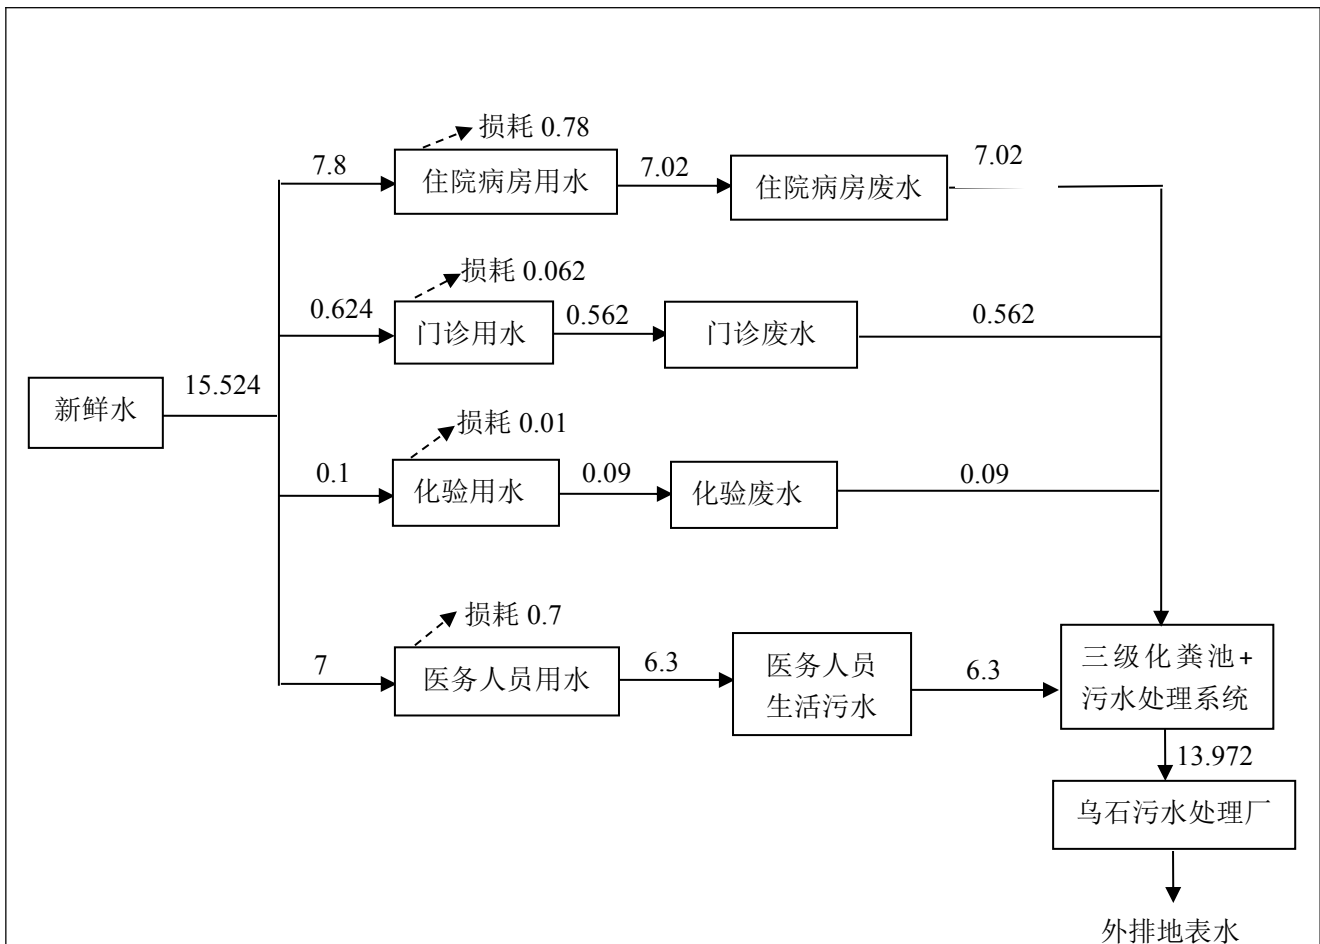 损耗 0.78
7.8
住院病房用水
7.02
住院病房废水
7.02
损耗 0.062
0.624
门诊用水
0.562
门诊废水
0.562
新鲜水
15.524
损耗 0.01
0.1
化验用水
0.09
化验废水
0.09
损耗 0.7
7
医务人员用水
6.3
医务人员
生活污水
6.3
三级化粪池+
污水处理系统
13.972
乌石污水处理厂
外排地表水